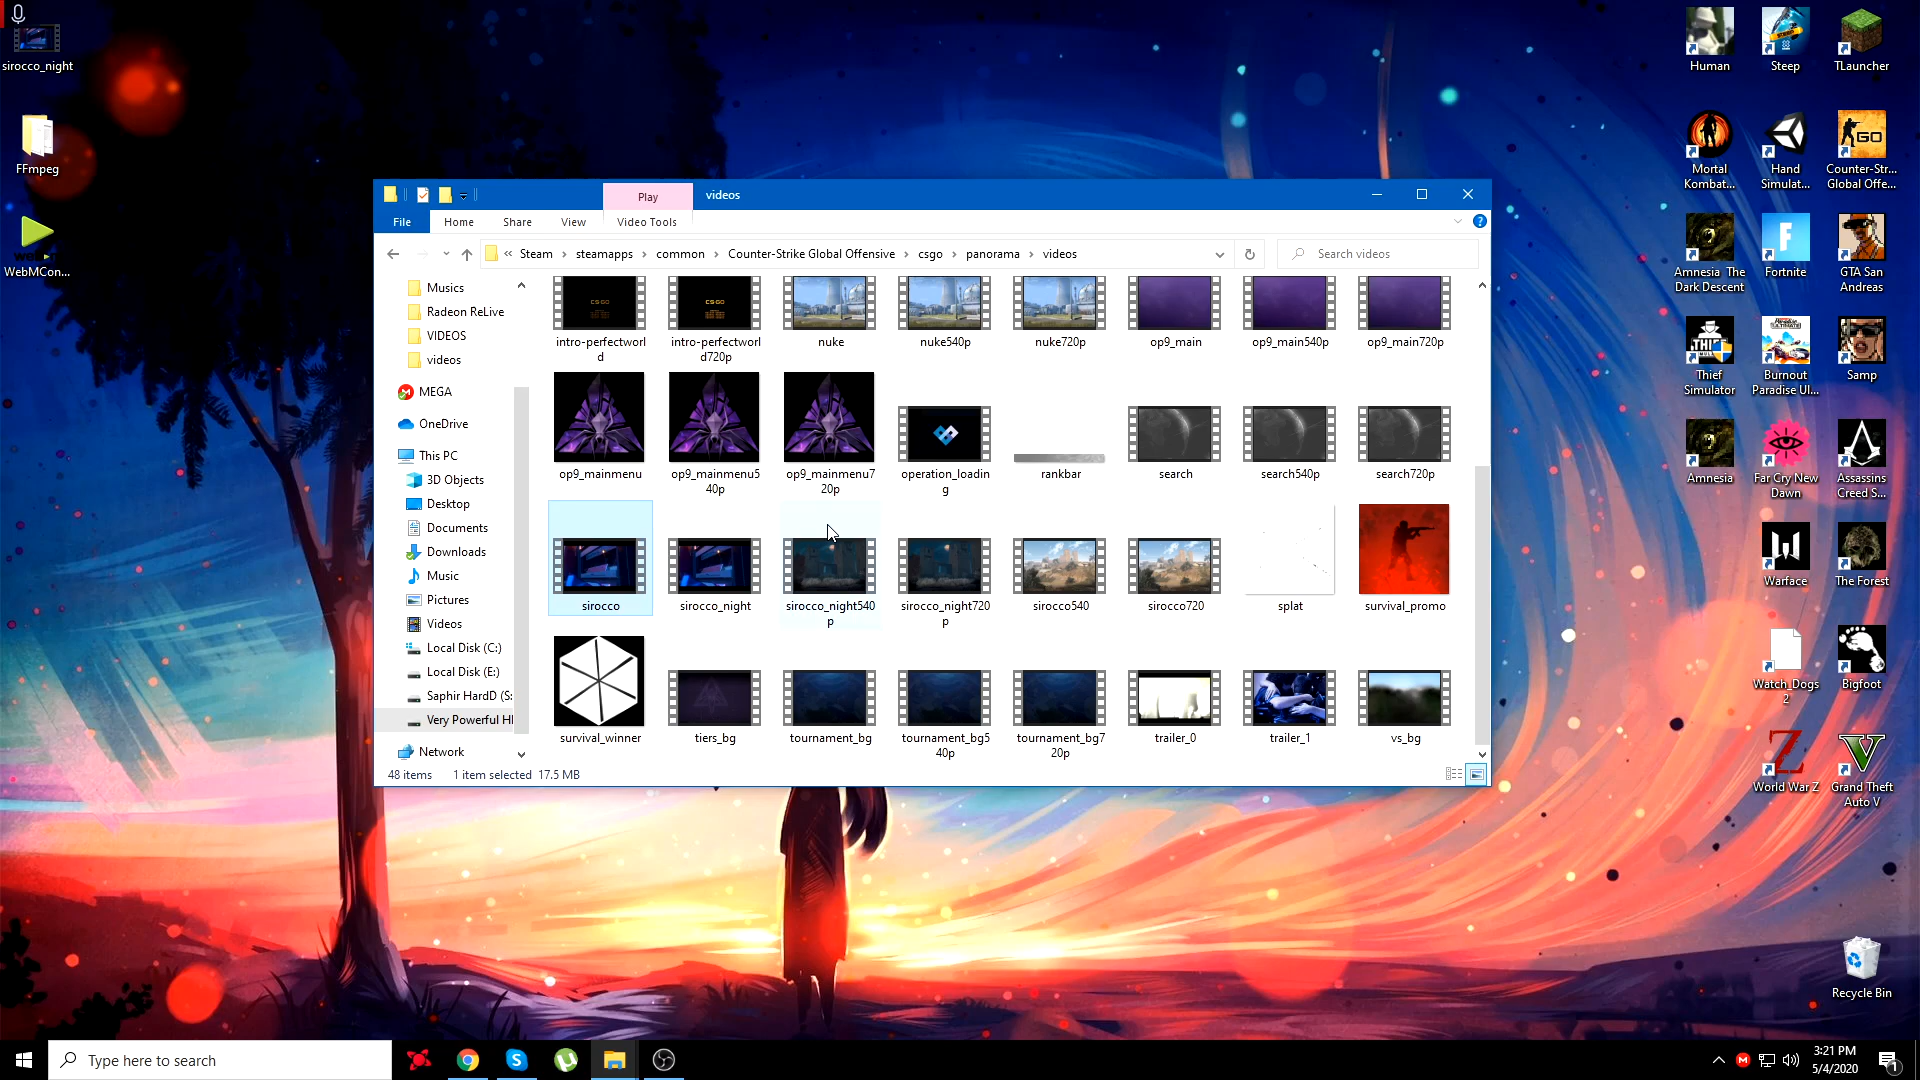 sirocco_night
FFmpeg
WebMCon...
Play
videos
File
Home
Share
View
Video Tools
«
Steam
steamapps
common
Counter-Strike Global Offensive
csgo
panorama
videos
Search videos
Musics
Radeon ReLive
VIDEOS
videos
MEGA
OneDrive
This PC
3D Objects
Desktop
Documents
Downloads
Music
Pictures
Videos
Local Disk (C:)
Local Disk (E:)
Saphir HardD (S:
Very Powerful H
Network
intro-perfectworl
d
intro-perfectworl
d720p
nuke
nuke540p
nuke720p
op9_main
op9_main540p
op9_main720p
op9_mainmenu
op9_mainmenu5
40p
op9_mainmenu7
20p
operation_loadin
g
rankbar
search
search540p
search720p
sirocco
sirocco_night
sirocco_night540
p
sirocco_night720
p
sirocco540
sirocco720
splat
survival_promo
survival_winner
tiers_bg
tournament_bg
tournament_bg5
40p
tournament_bg7
20p
trailer_0
trailer_1
vs_bg
48 items
1 item selected
17.5 MB
Human
Steep
TLauncher
Mortal
Kombat...
Hand
Simulat...
Counter-Str...
Global Offe...
Amnesia The
Dark Descent
Fortnite
GTA San
Andreas
Thief
Simulator
Burnout
Paradise Ul...
Samp
Amnesia
Far Cry New
Dawn
Assassins
Creed S...
Warface
The Forest
Watch_Dogs
2
Bigfoot
World War Z
Grand Theft
Auto V
Recycle Bin
Type here to search
3:21 PM
5/4/2020
1